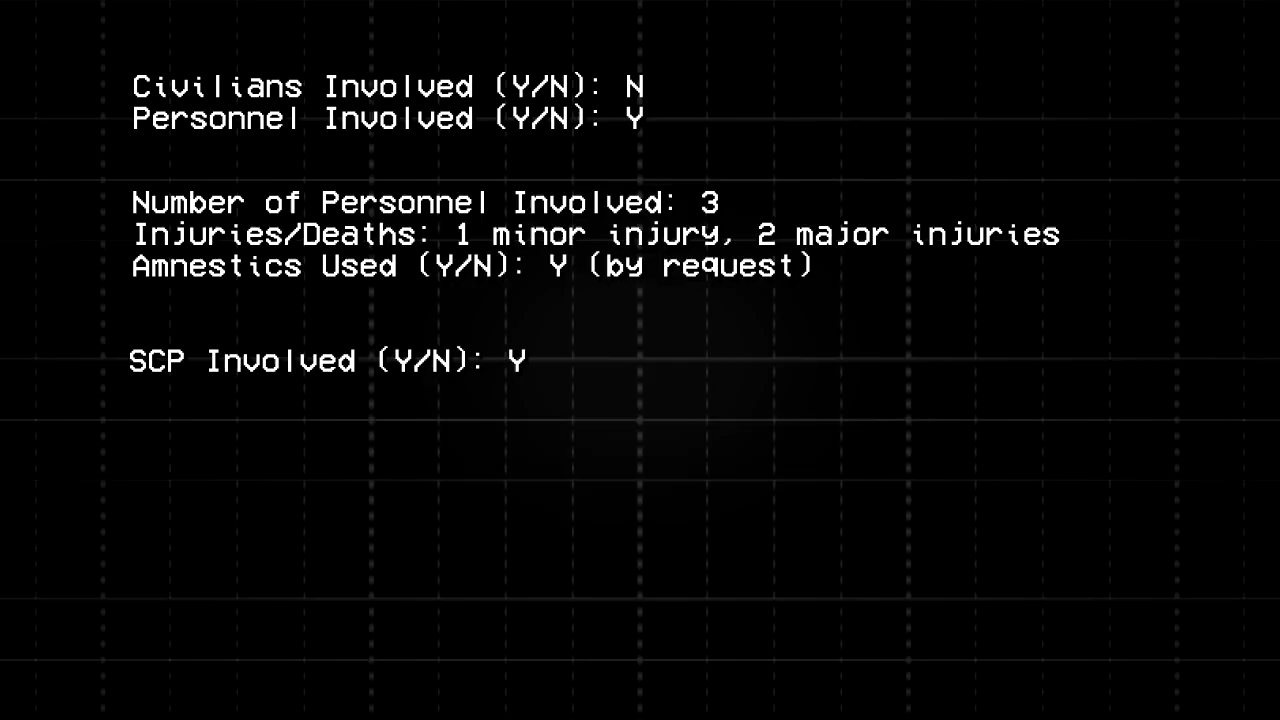 Civilians Involved (Y/N): N
Personnel Involved (Y/N): Y
Number of Personnel Involved: 3
Injuries/Deaths: 1 minor injury, 2 major injuries
Amnestics Used (Y/N): Y (by request)
SCP Involved (Y/N): Y